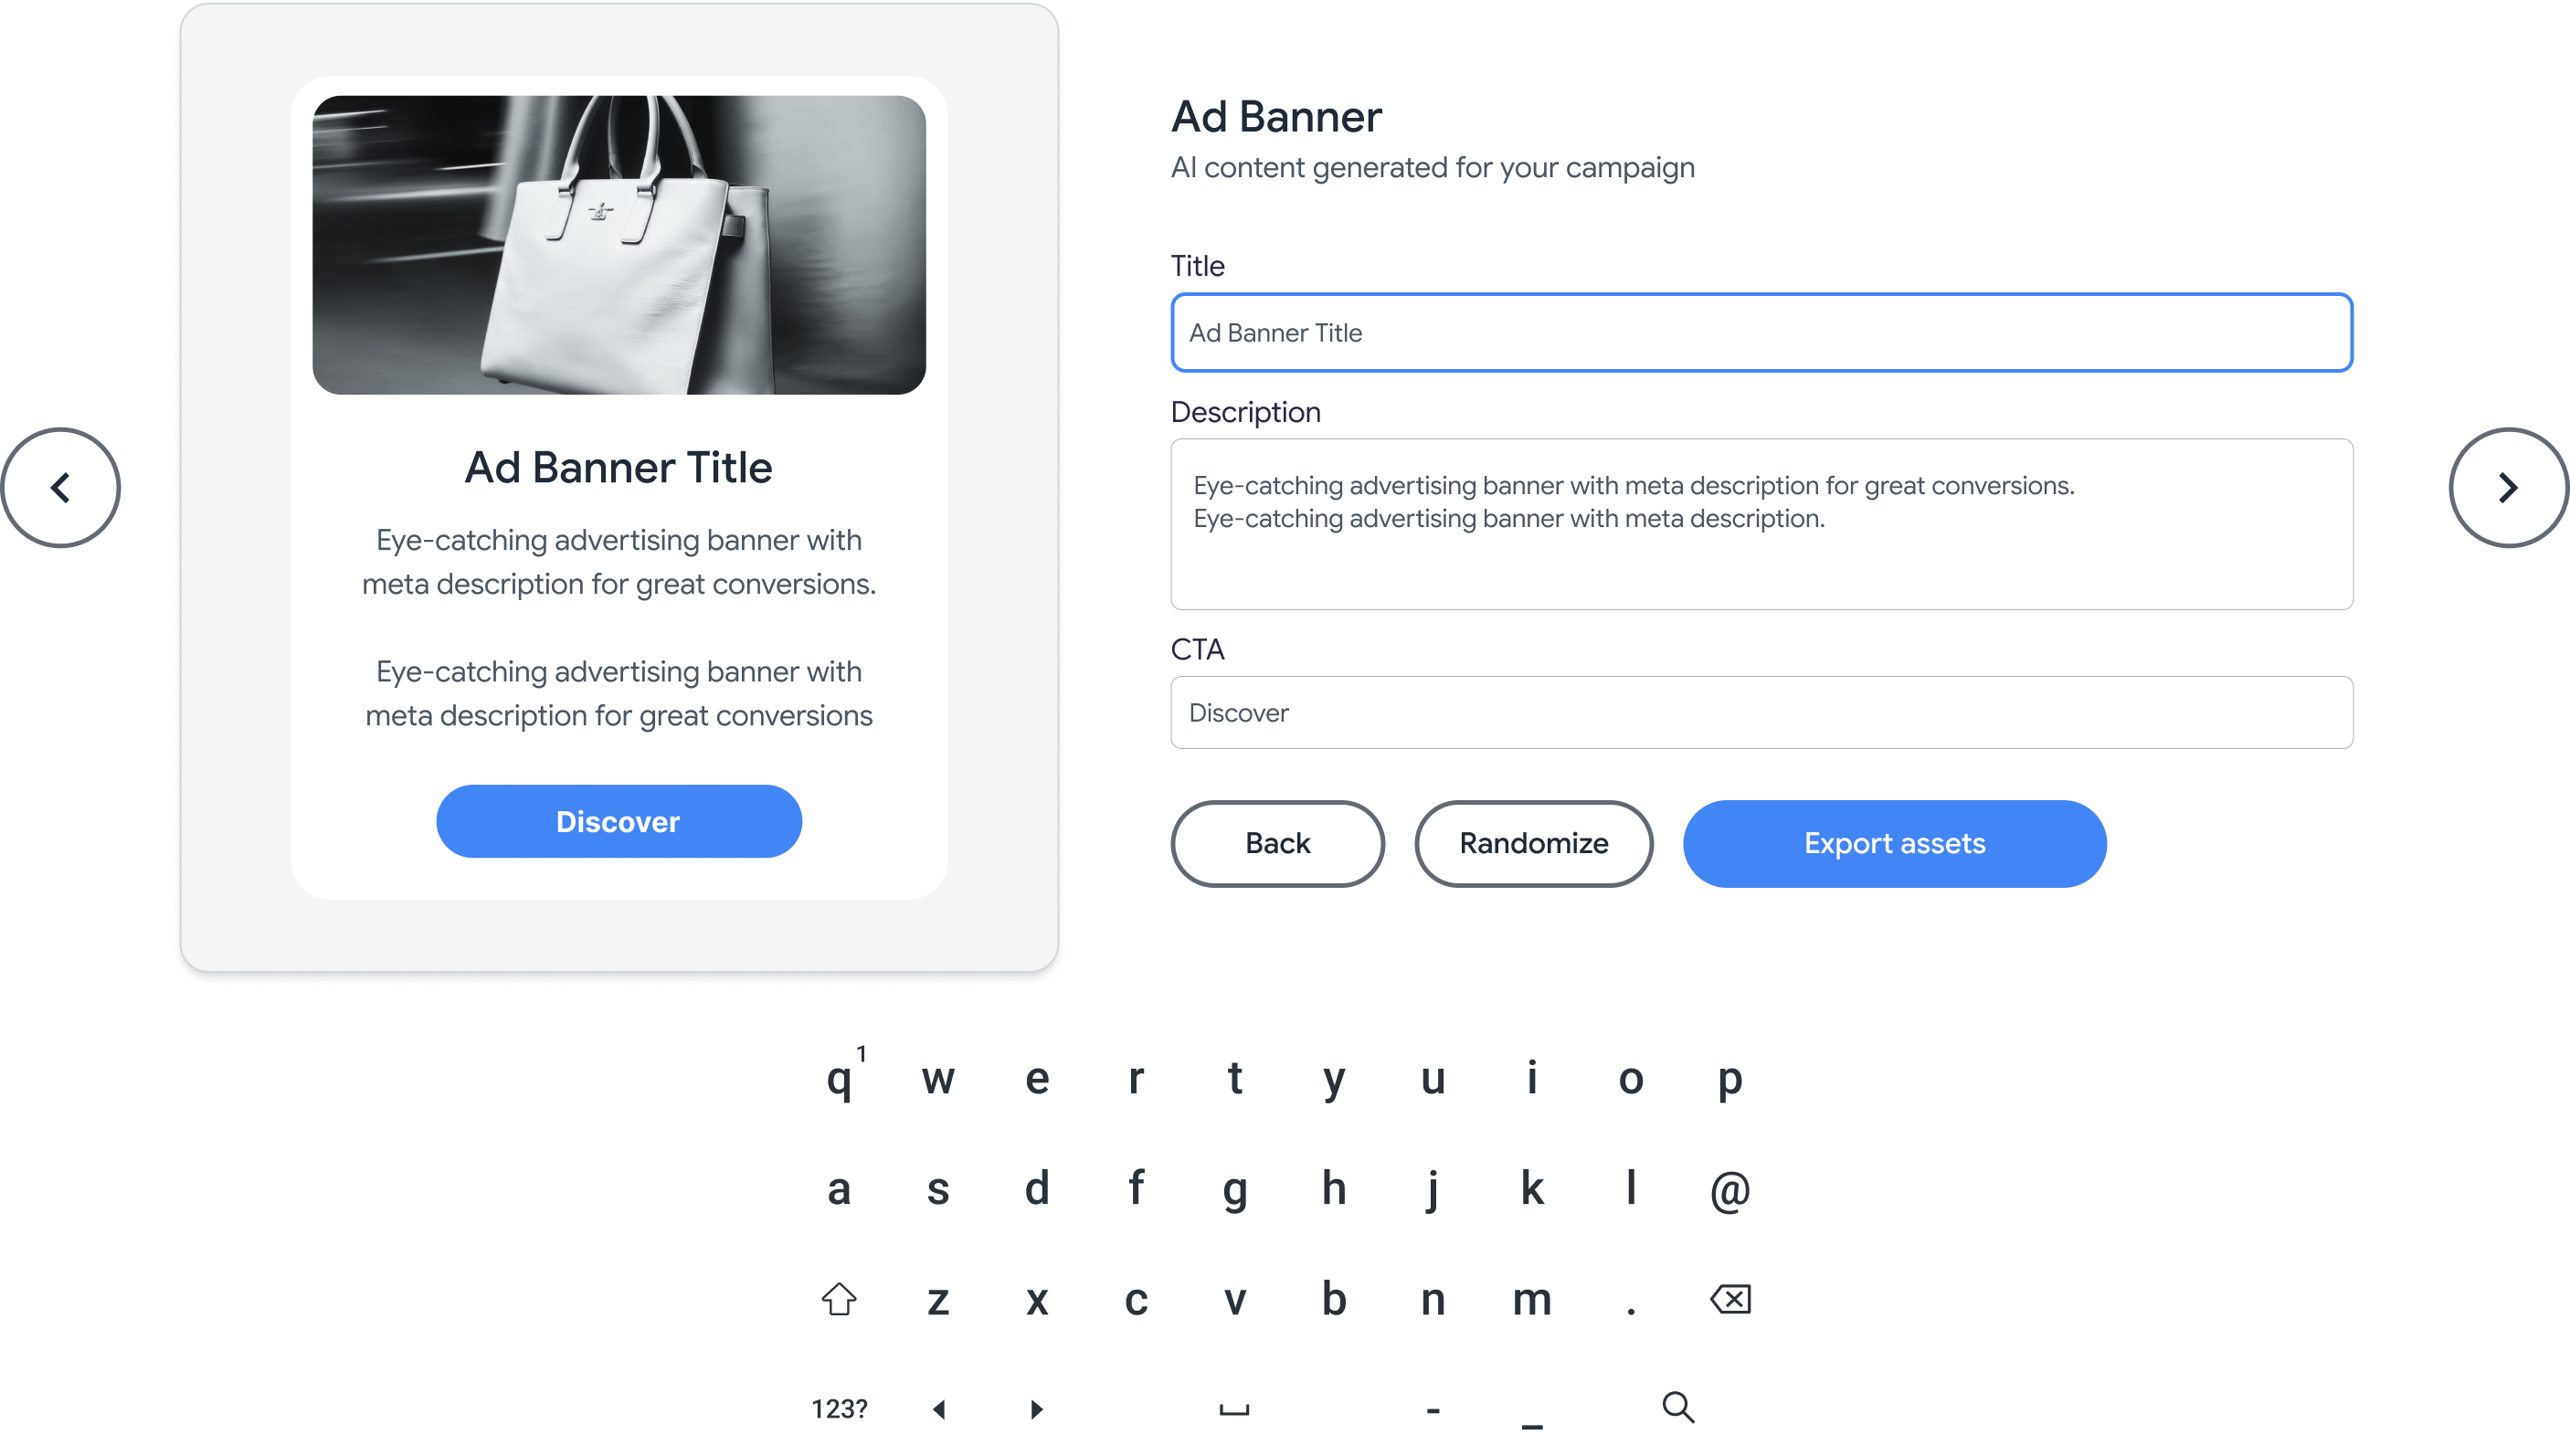 Ad Banner Title
Eye-catching advertising banner with
meta description for great conversions.
Eye-catching advertising banner with
meta description for great conversions
Discover
Ad Banner
AI content generated for your campaign
Title
Ad Banner Title
Description
Eye-catching advertising banner with meta description for great conversions.
Eye-catching advertising banner with meta description.
CTA
Discover
Back Randomize Export assets
q1 w e r t y u i o p
a s d f g h j k l @
z x c v b n m .
123? - _